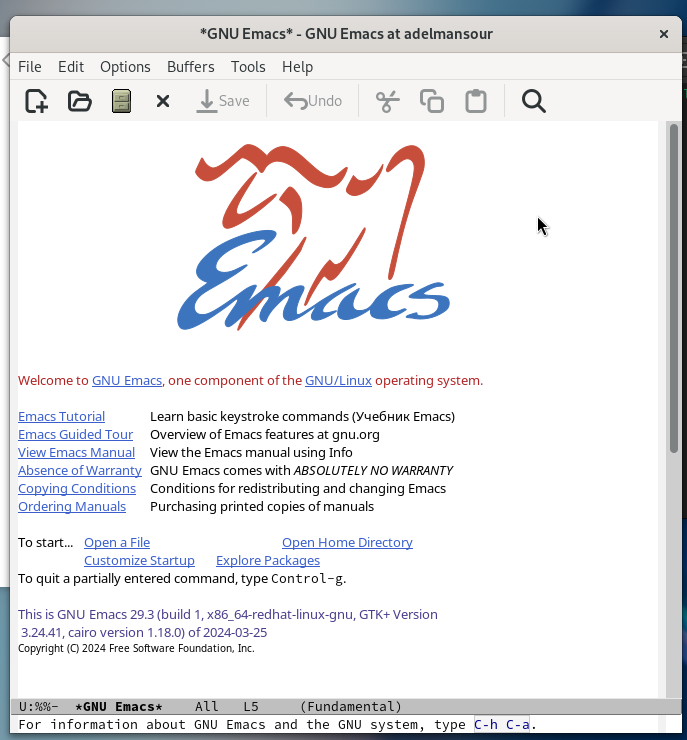 *GNU Emacs* - GNU Emacs at adelmansour
File Edit Options Buffers Tools Help
Save Undo
Emacs
Welcome to GNU Emacs, one component of the GNU/Linux operating system.
Emacs Tutorial Learn basic keystroke commands (Учебник Emacs)
Emacs Guided Tour Overview of Emacs features at gnu.org
View Emacs Manual View the Emacs manual using Info
Absence of Warranty GNU Emacs comes with ABSOLUTELY NO WARRANTY
Copying Conditions Conditions for redistributing and changing Emacs
Ordering Manuals Purchasing printed copies of manuals
To start... Open a File Open Home Directory
Customize Startup Explore Packages
To quit a partially entered command, type Control-g.
This is GNU Emacs 29.3 (build 1, x86_64-redhat-linux-gnu, GTK+ Version
3.24.41, cairo version 1.18.0) of 2024-03-25
Copyright (C) 2024 Free Software Foundation, Inc.
U:%%- *GNU Emacs* All L5 (Fundamental)
For information about GNU Emacs and the GNU system, type C-h C-a.